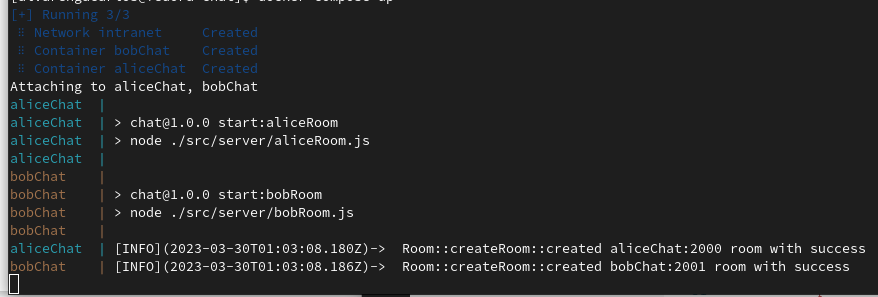 [+] Running 3/3
⠿ Network intranet Created
⠿ Container bobChat Created
⠿ Container aliceChat Created
Attaching to aliceChat, bobChat
aliceChat |
aliceChat | > chat@1.0.0 start:aliceRoom
aliceChat | > node ./src/server/aliceRoom.js
aliceChat |
bobChat |
bobChat | > chat@1.0.0 start:bobRoom
bobChat | > node ./src/server/bobRoom.js
bobChat |
aliceChat | [INFO](2023-03-30T01:03:08.180Z)-> Room::createRoom::created aliceChat:2000 room with success
bobChat | [INFO](2023-03-30T01:03:08.186Z)-> Room::createRoom::created bobChat:2001 room with success